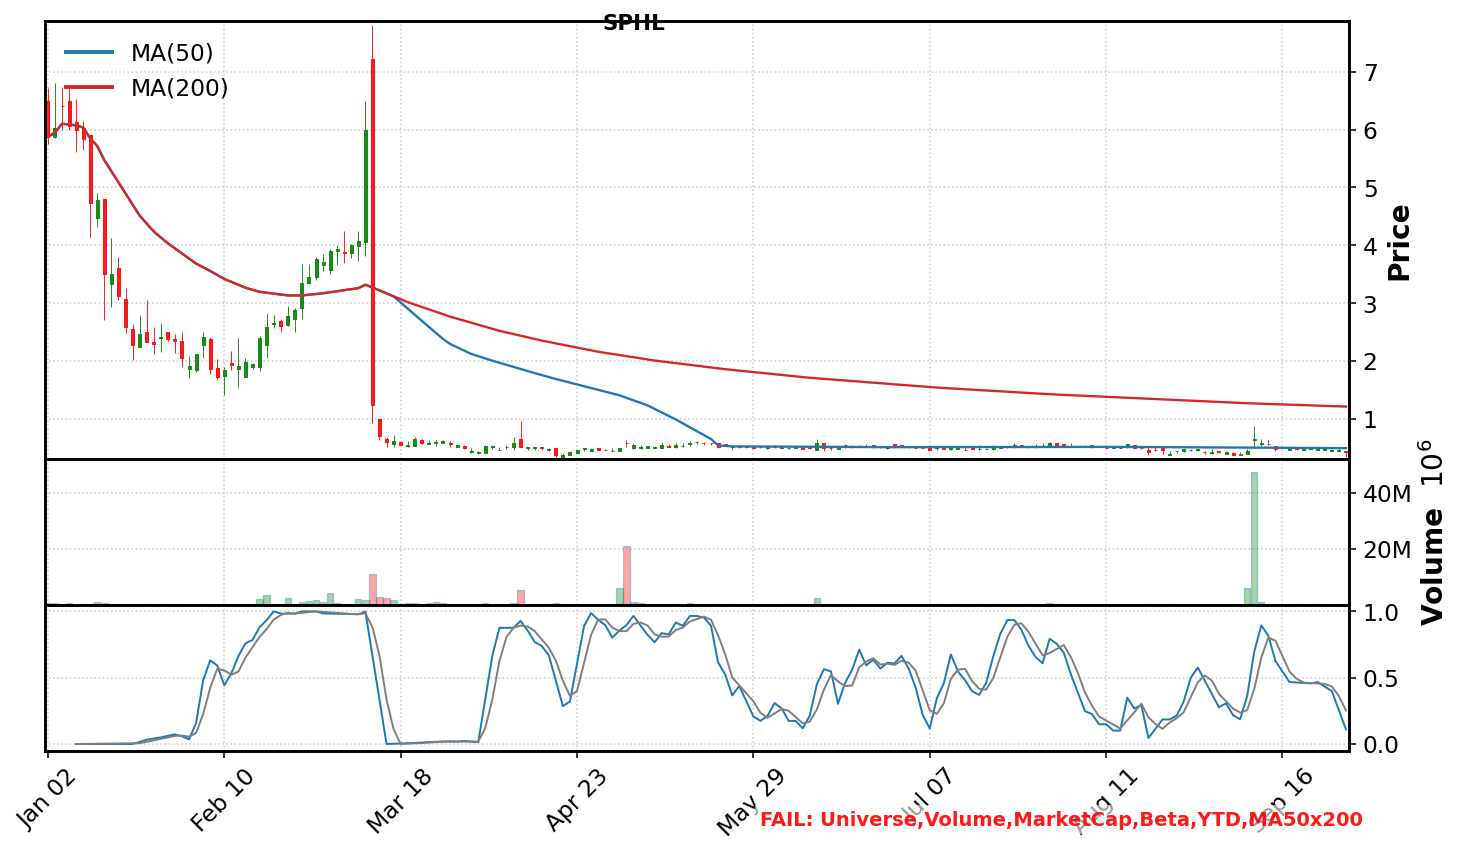 SPHL
MA(50)
MA(200)
7
6
5
4
3
2
1
Price
40M
20M
Volume 10^6
1.0
0.5
0.0
Jan 02
Feb 10
Mar 18
Apr 23
May 29
Jul 07
Aug 11
Sep 16
FAIL: Universe,Volume,MarketCap,Beta,YTD,MA50x200